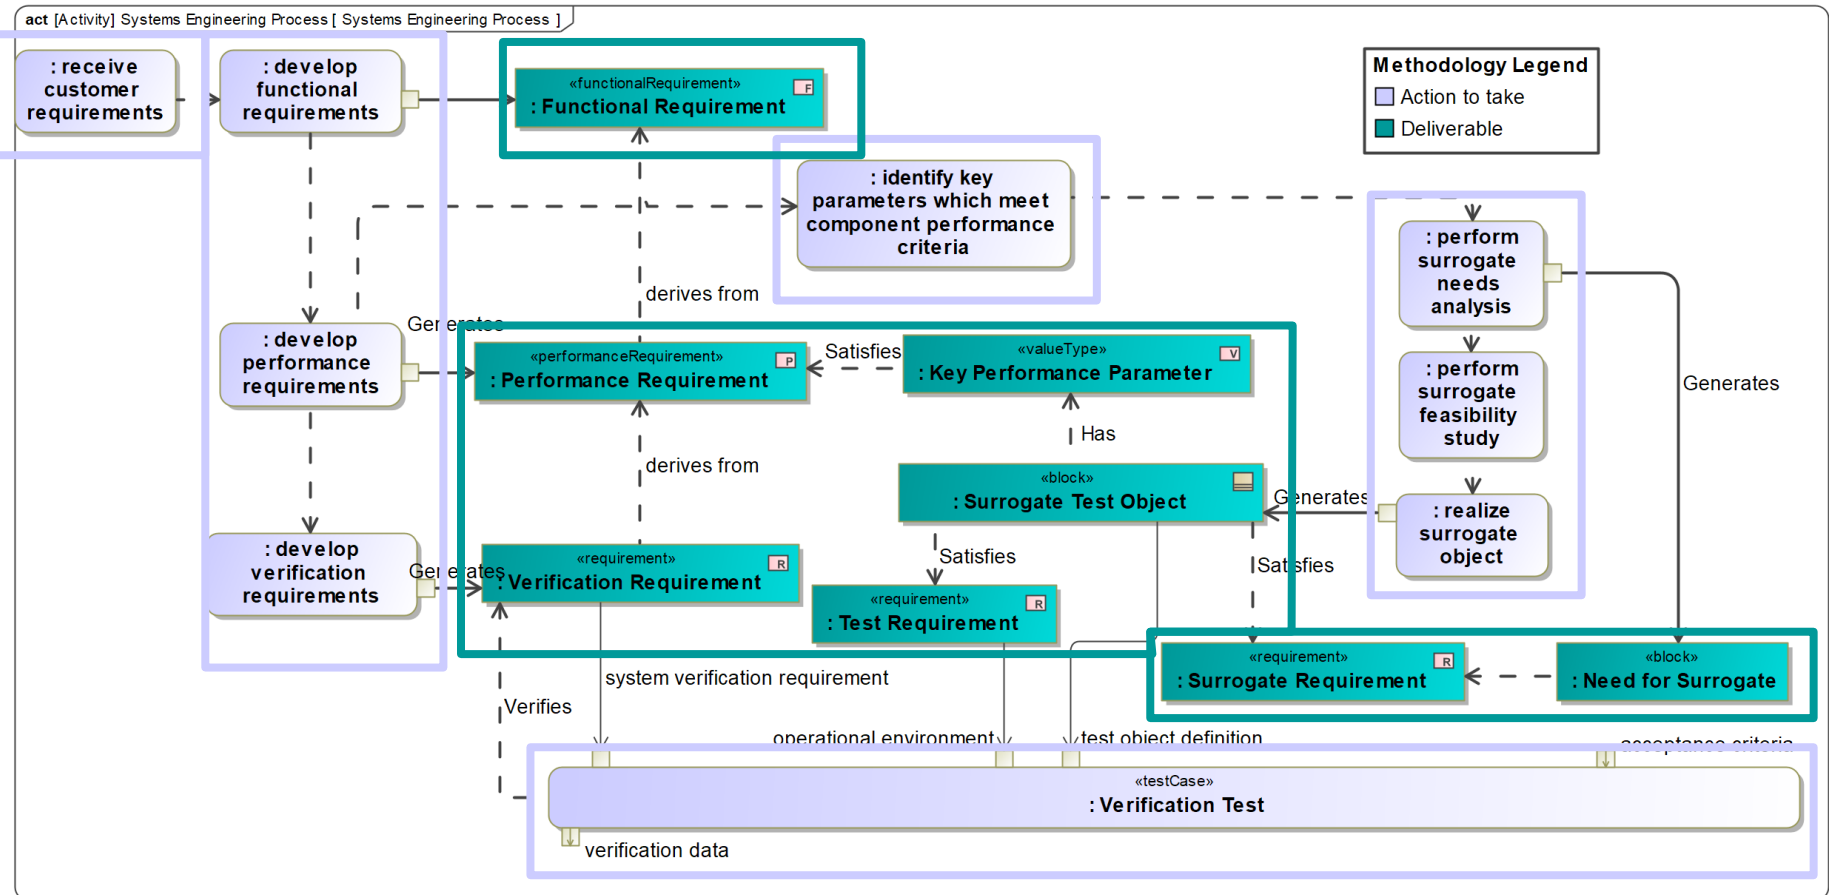 act [Activity] Systems Engineering Process [ Systems Engineering Process ]
: receive
customer
requirements
: develop
functional
requirements
«functionalRequirement»
F
: Functional Requirement
Methodology Legend
Action to take
Deliverable
: identify key
parameters which meet
component performance
criteria
: perform
surrogate
needs
analysis
derives from
Generates
: develop
performance
requirements
«performanceRequirement»
P
: Performance Requirement
Satisfies
«valueType»
V
: Key Performance Parameter
: perform
surrogate
feasibility
study
Generates
Has
derives from
«block»
: Surrogate Test Object
Generates
: realize
surrogate
object
: develop
verification
requirements
Generates
«requirement»
R
: Verification Requirement
Satisfies
Satisfies
«requirement»
R
: Test Requirement
«requirement»
R
: Surrogate Requirement
«block»
: Need for Surrogate
system verification requirement
Verifies
operational environment
test object definition
acceptance criteria
«testCase»
: Verification Test
verification data